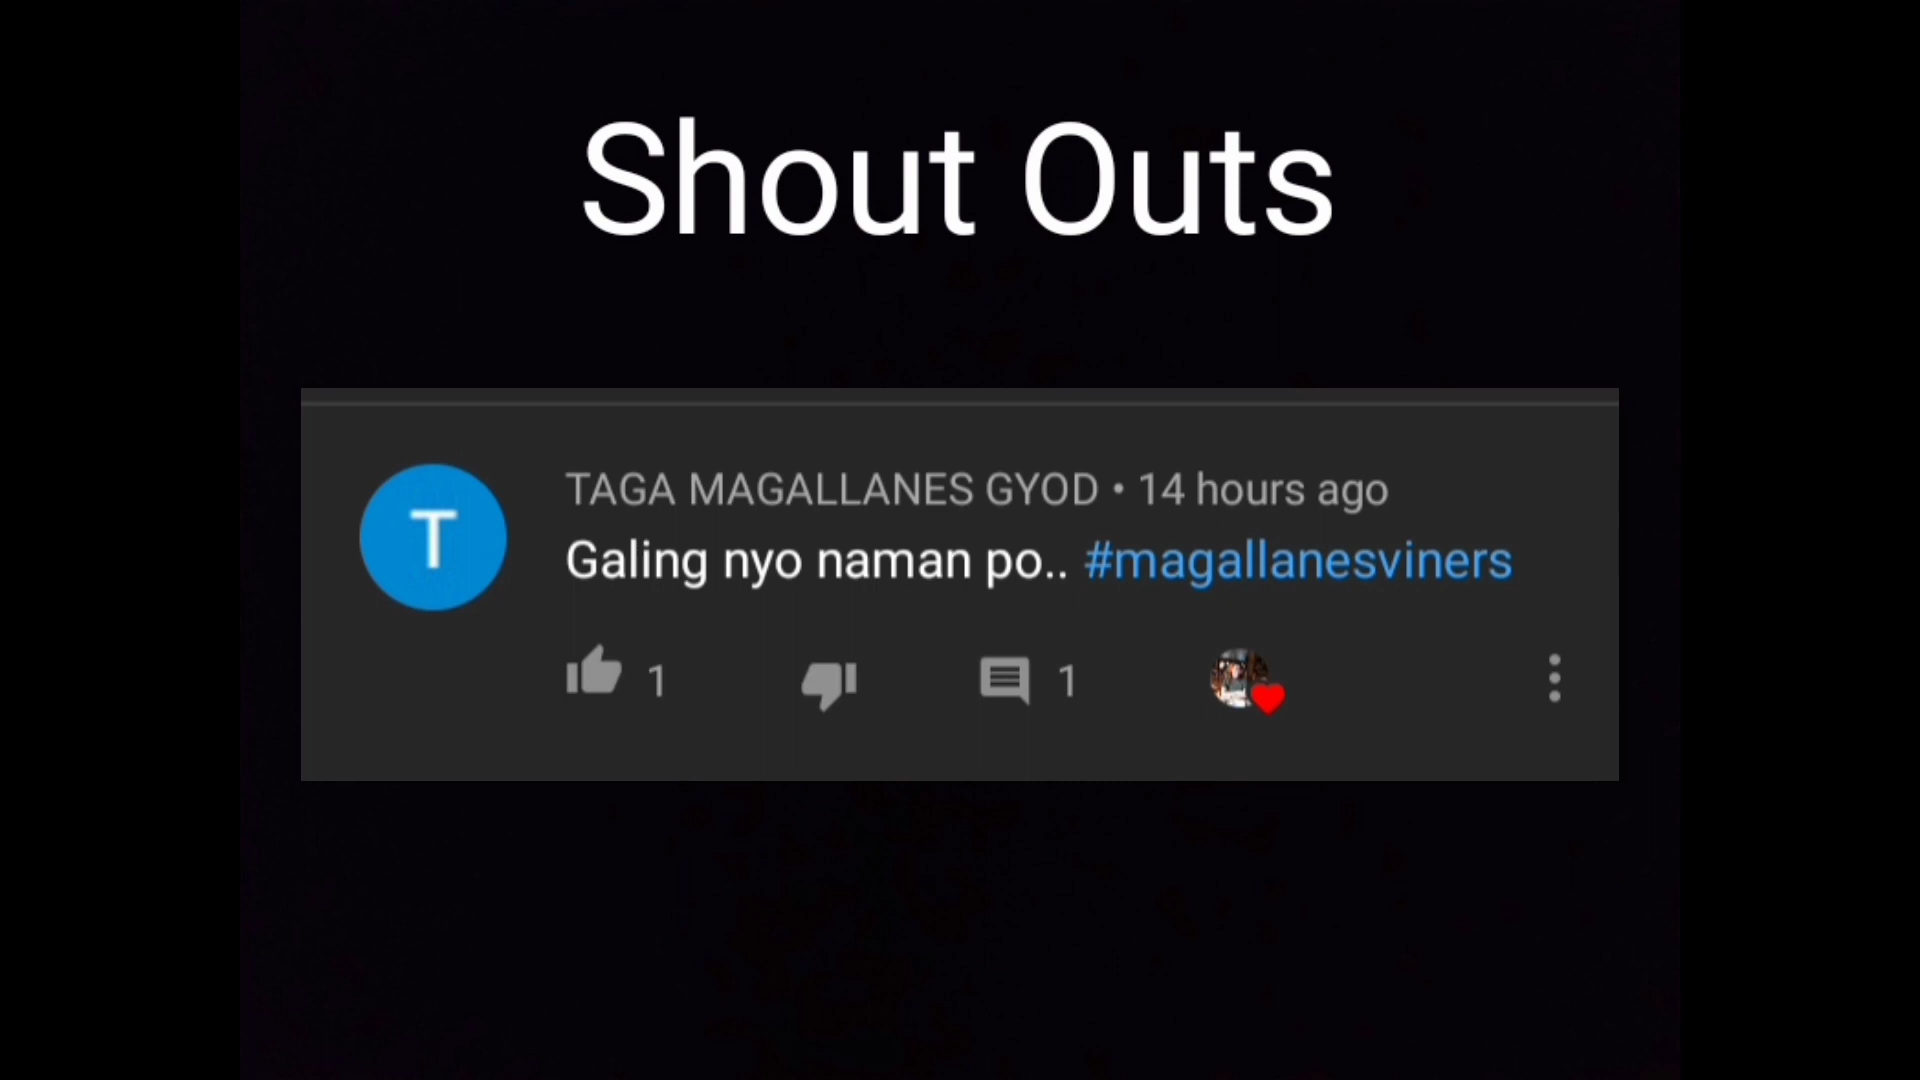 Shout Outs
T
TAGA MAGALLANES GYOD • 14 hours ago
Galing nyo naman po.. #magallanesviners
1
1